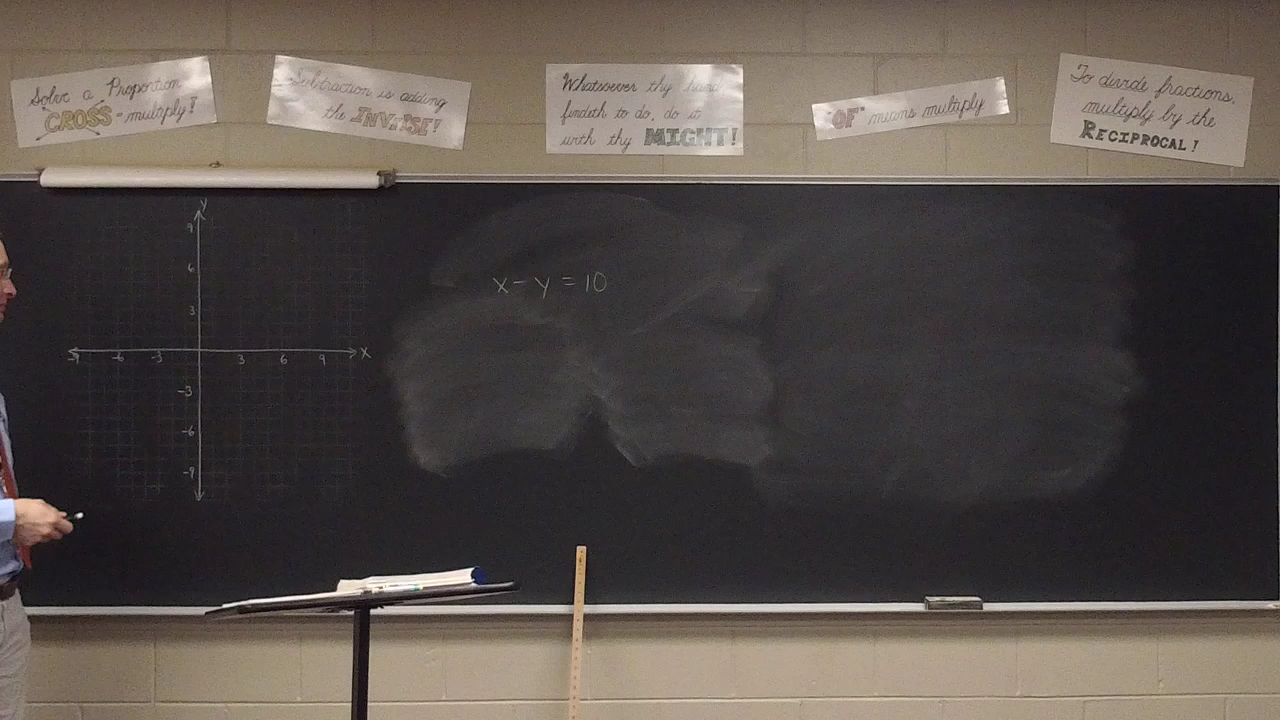 Solve a Proportion
CROSS-multiply!
Subtraction is adding
the INVERSE!
Whatsoever thy hand
findeth to do, do it
with thy MIGHT!
"OF" means multiply
To divide fractions,
multiply by the
RECIPROCAL!
y
9
6
3
-9 -6 -3 3 6 9 x
-3
-6
-9
x - y = 10